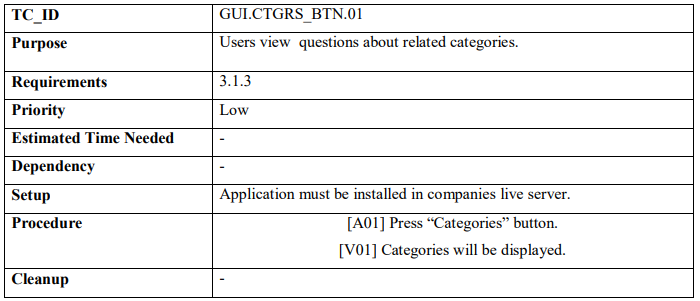 TC_ID GUI.CTGRS_BTN.01
Purpose Users view questions about related categories.
Requirements 3.1.3
Priority Low
Estimated Time Needed -
Dependency -
Setup Application must be installed in companies live server.
Procedure [A01] Press “Categories” button.
[V01] Categories will be displayed.
Cleanup -